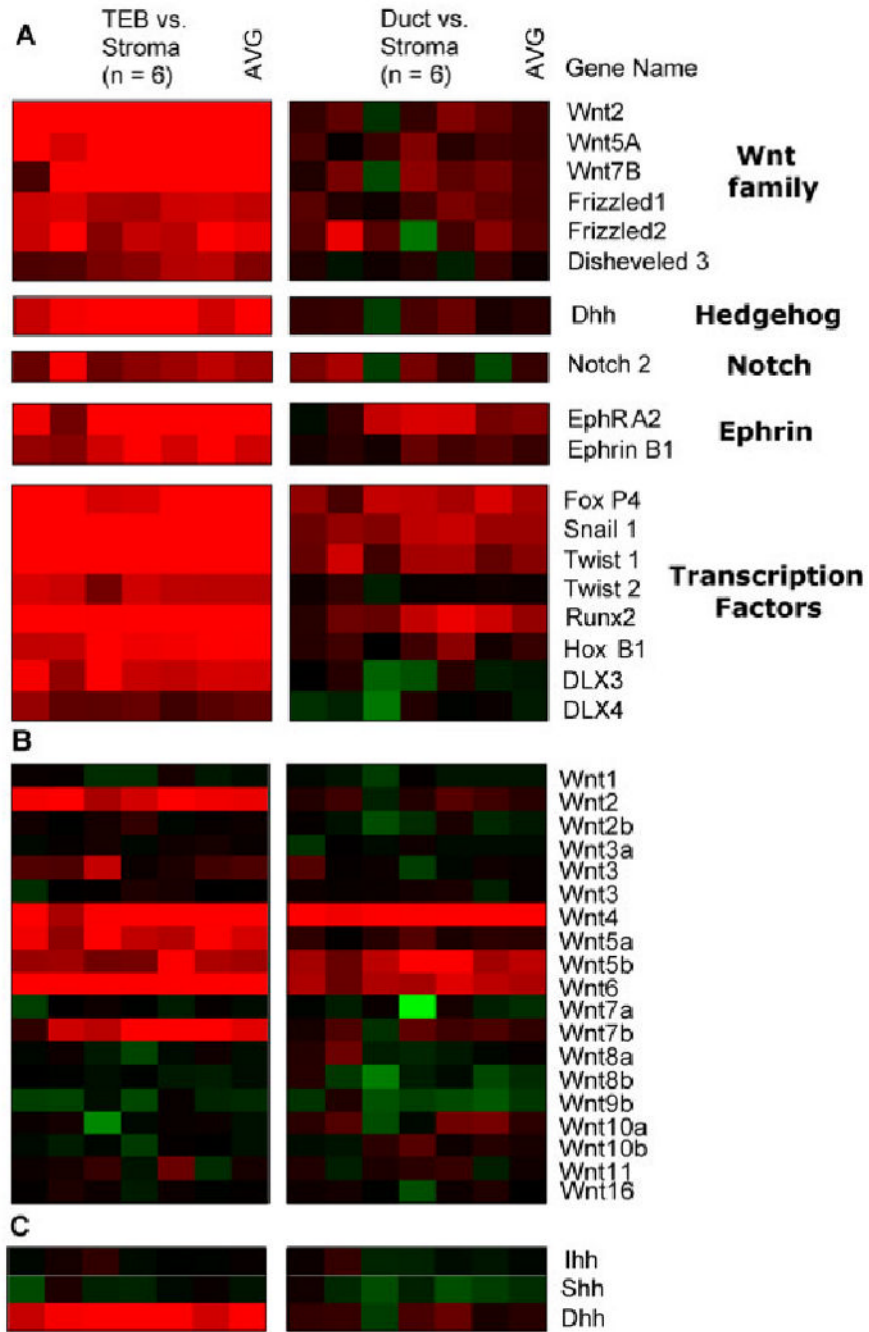 A
TEB vs.
Stroma
(n = 6)
AVG
Duct vs.
Stroma
(n = 6)
AVG
Gene Name
Wnt2
Wnt5A
Wnt7B
Frizzled1
Frizzled2
Disheveled 3
Wnt
family
Dhh
Hedgehog
Notch 2
Notch
EphRA2
Ephrin B1
Ephrin
Fox P4
Snail 1
Twist 1
Twist 2
Runx2
Hox B1
DLX3
DLX4
Transcription
Factors
B
Wnt1
Wnt2
Wnt2b
Wnt3a
Wnt3
Wnt3
Wnt4
Wnt5a
Wnt5b
Wnt6
Wnt7a
Wnt7b
Wnt8a
Wnt8b
Wnt9b
Wnt10a
Wnt10b
Wnt11
Wnt16
C
Ihh
Shh
Dhh